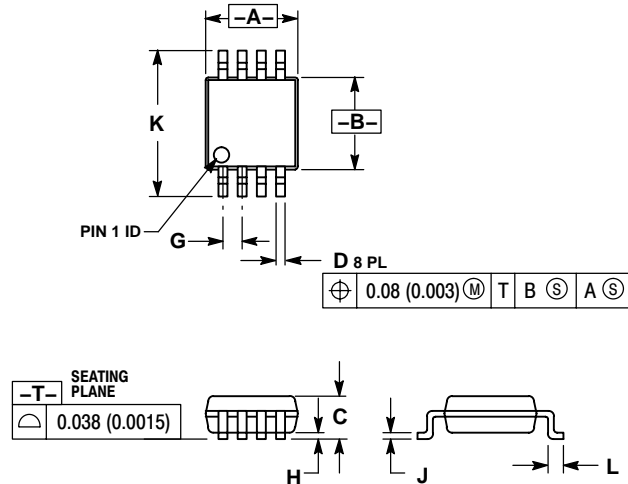 –A–
K
–B–
PIN 1 ID
G
D 8 PL
⌖ 0.08 (0.003) Ⓜ T B Ⓢ A Ⓢ
–T– SEATING
PLANE
⌓ 0.038 (0.0015)
C
H
J
L